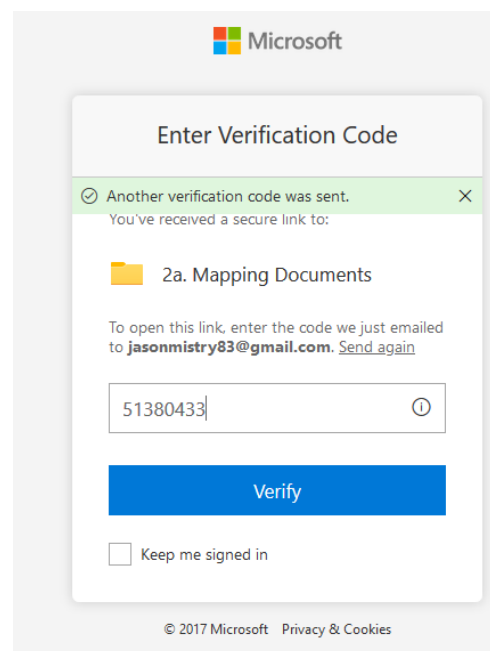 Microsoft
Enter Verification Code
Another verification code was sent.
You've received a secure link to:
2a. Mapping Documents
To open this link, enter the code we just emailed
to jasonmistry83@gmail.com. Send again
51380433
Verify
Keep me signed in
© 2017 Microsoft Privacy & Cookies